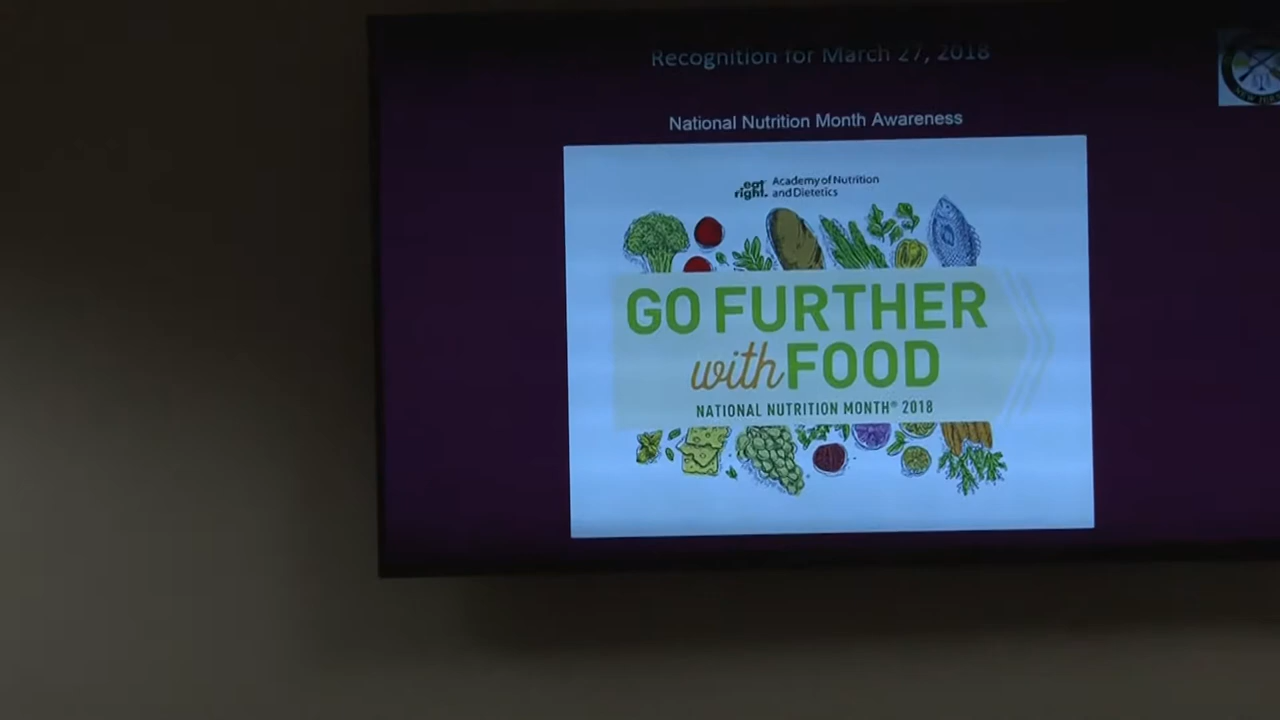 Recognition for March 27, 2018
National Nutrition Month Awareness
eat right. Academy of Nutrition and Dietetics
GO FURTHER
with FOOD
NATIONAL NUTRITION MONTH® 2018